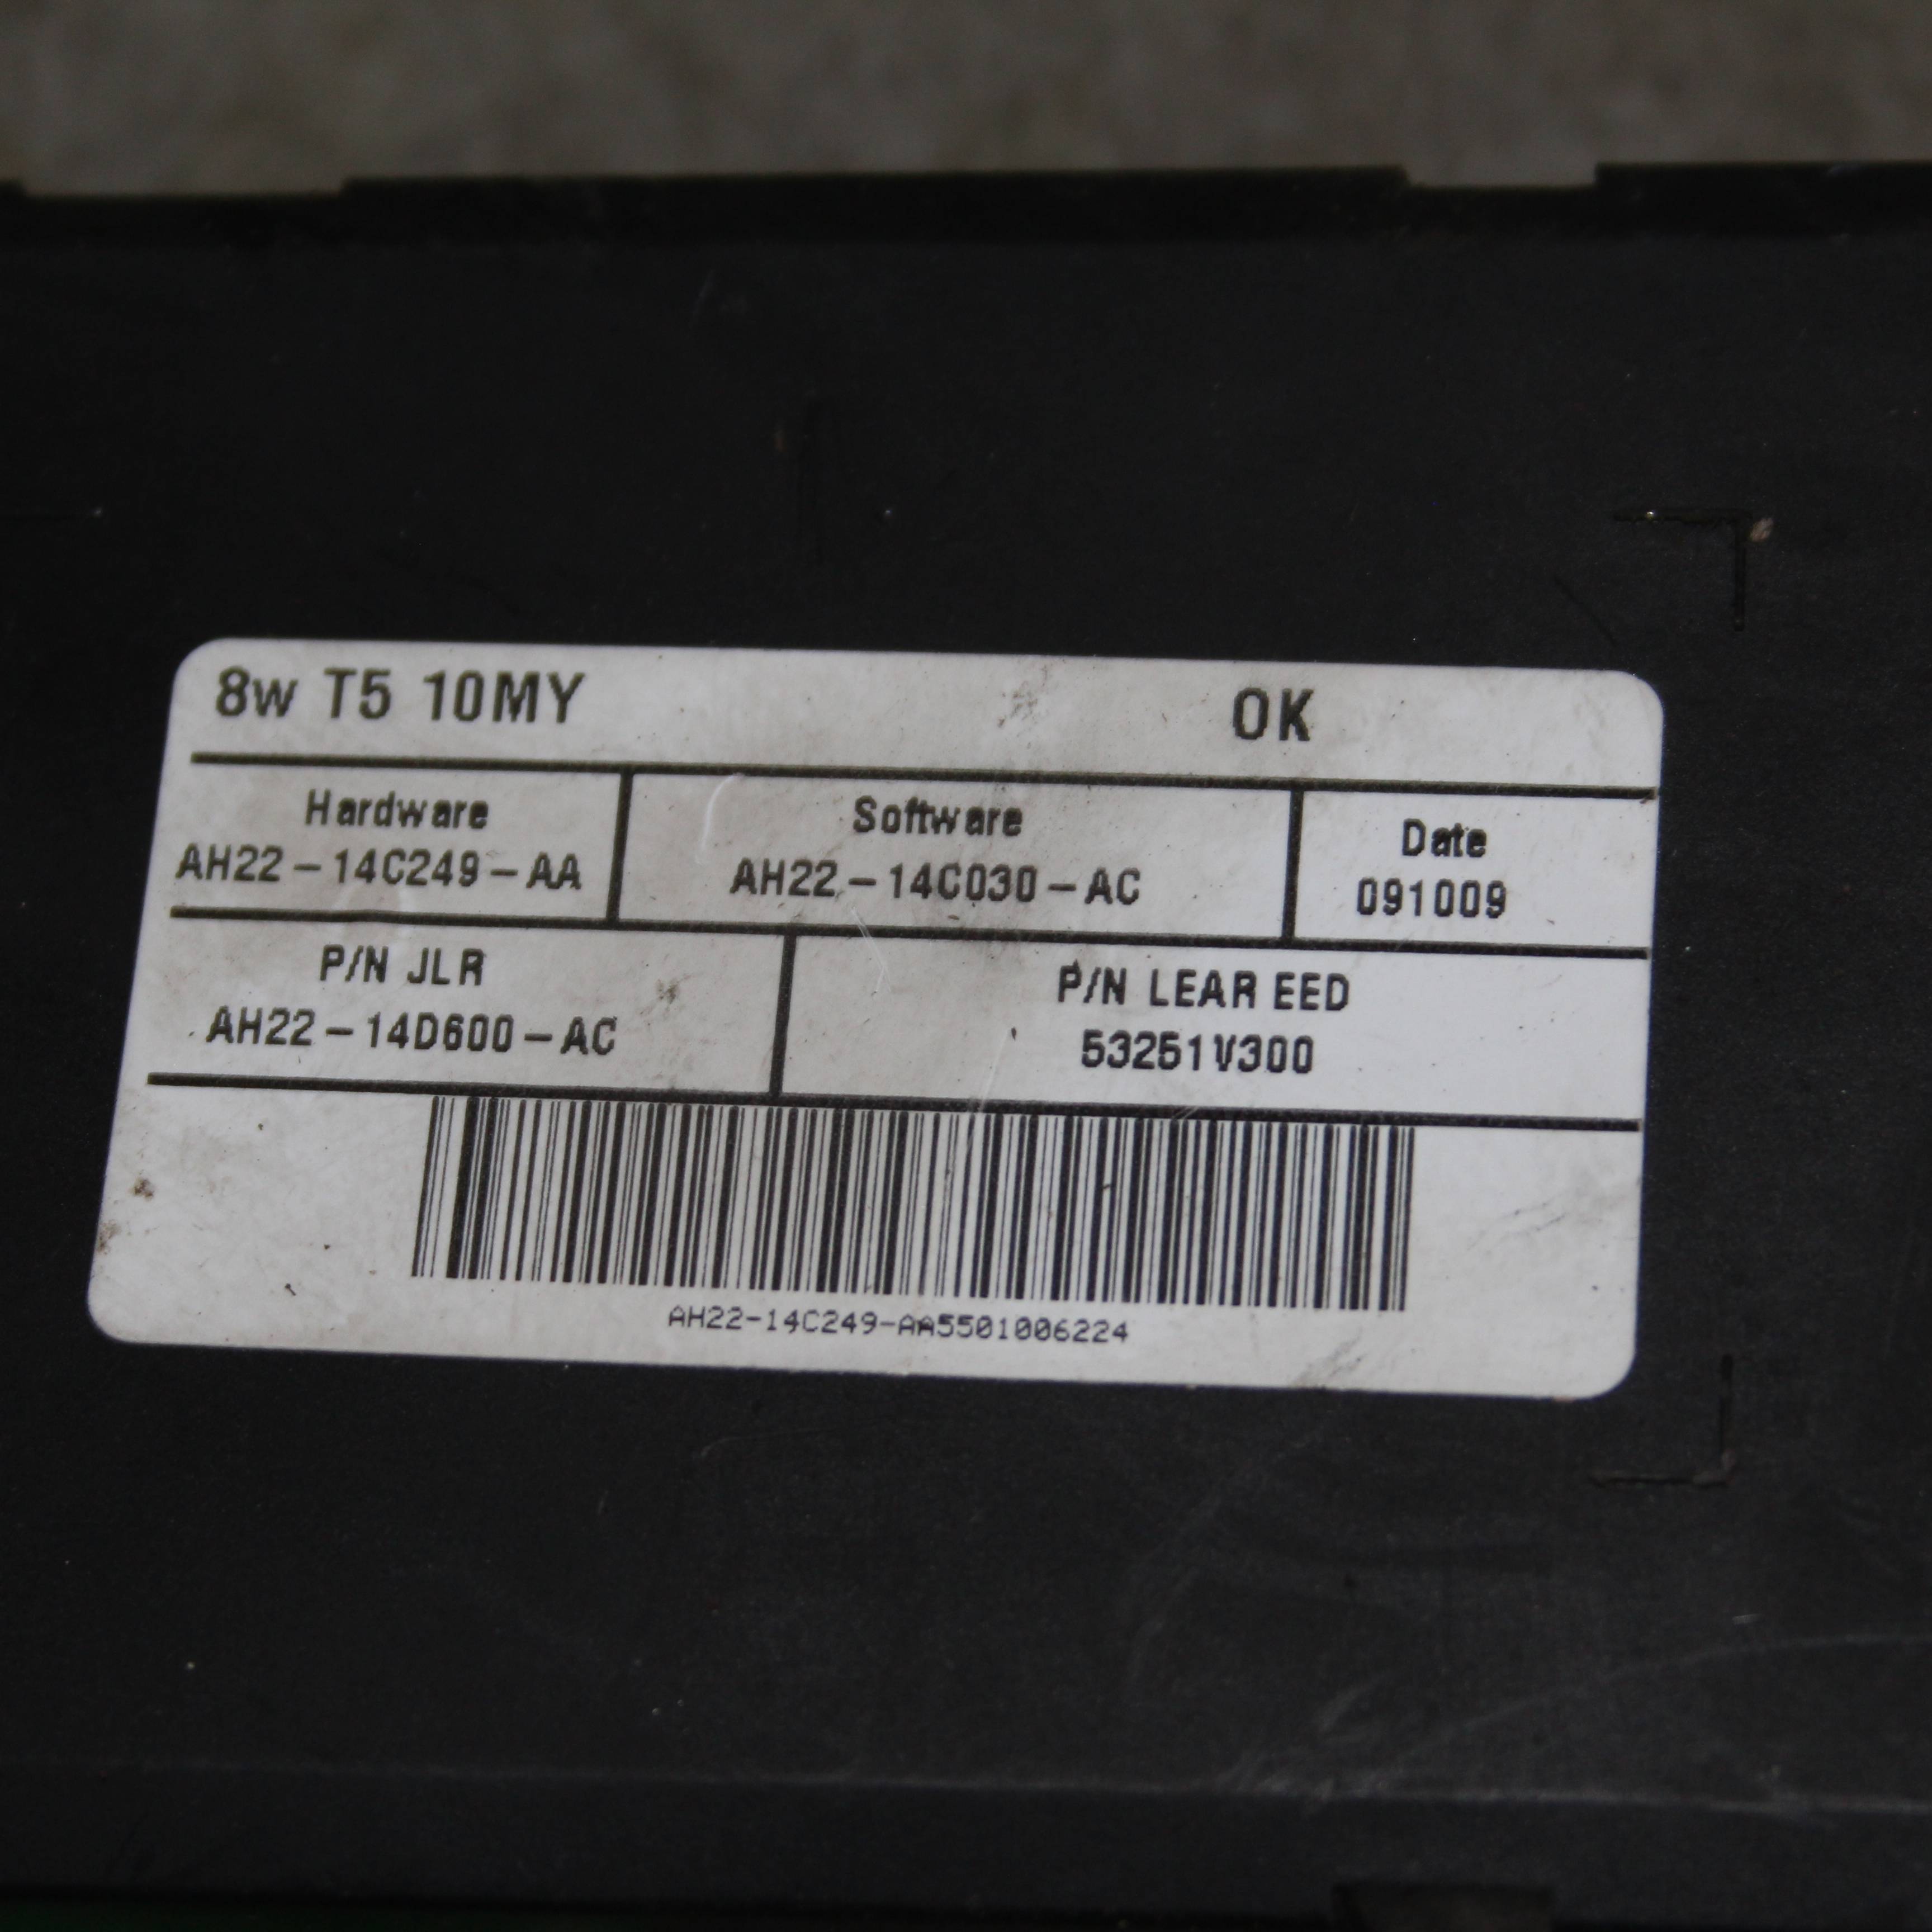 8w T5 10MY OK
Hardware Software Date
AH22-14C249-AA AH22-14C030-AC 091009
P/N JLR P/N LEAR EED
AH22-14D600-AC 53251V300
AH22-14C249-AA5501006224